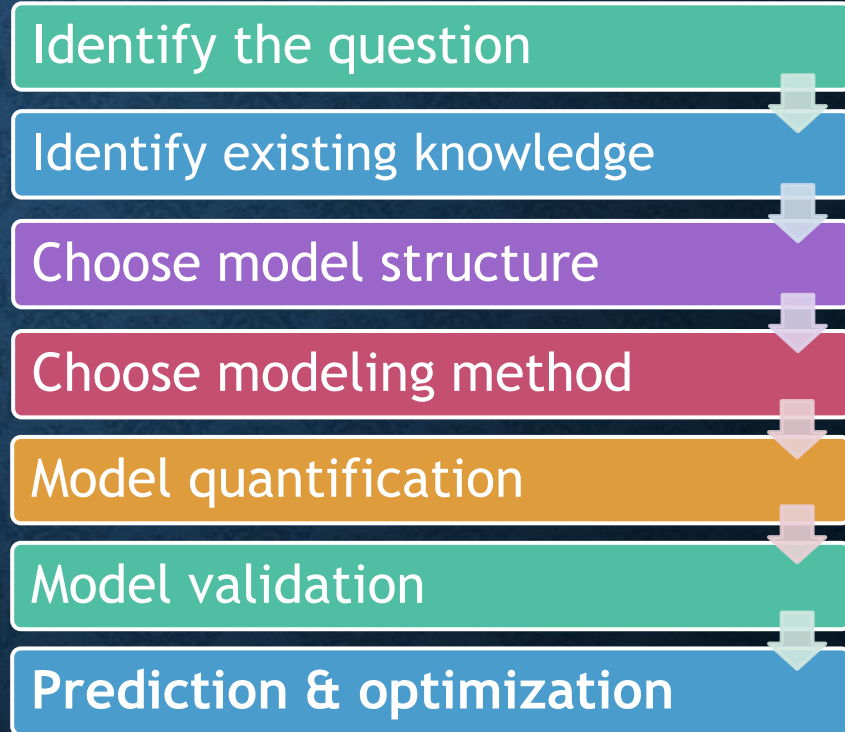 Identify the question
Identify existing knowledge
Choose model structure
Choose modeling method
Model quantification
Model validation
Prediction & optimization